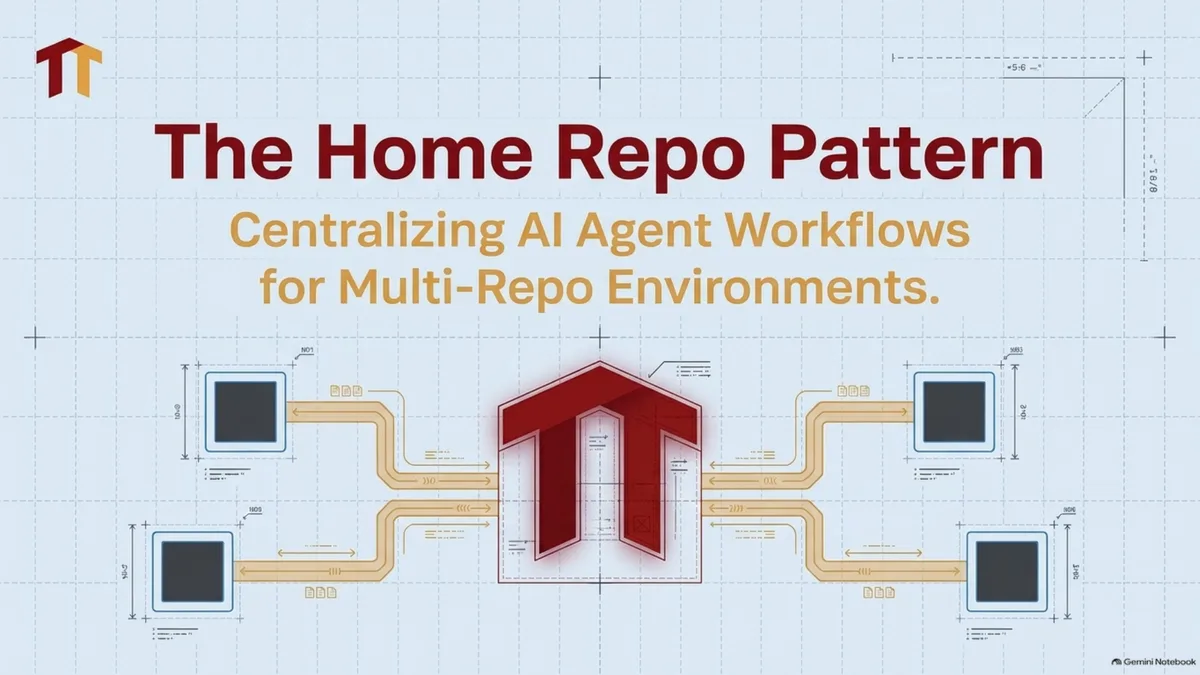 The Home Repo Pattern
Centralizing AI Agent Workflows
for Multi-Repo Environments.
Gemini Notebook